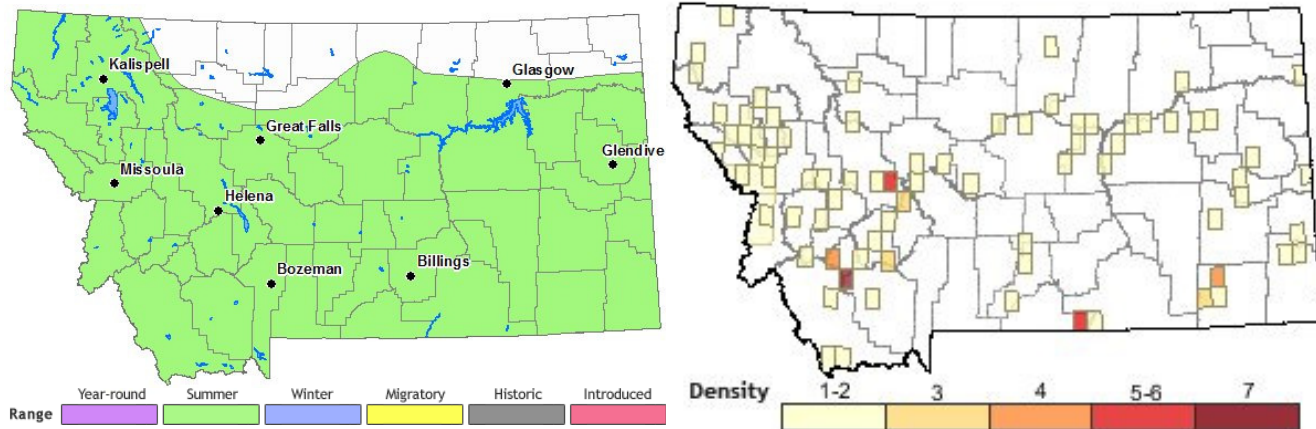 Kalispell
Glasgow
Great Falls
Glendive
Missoula
Helena
Bozeman
Billings
Year-round Summer Winter Migratory Historic Introduced
Range
Density 1-2 3 4 5-6 7